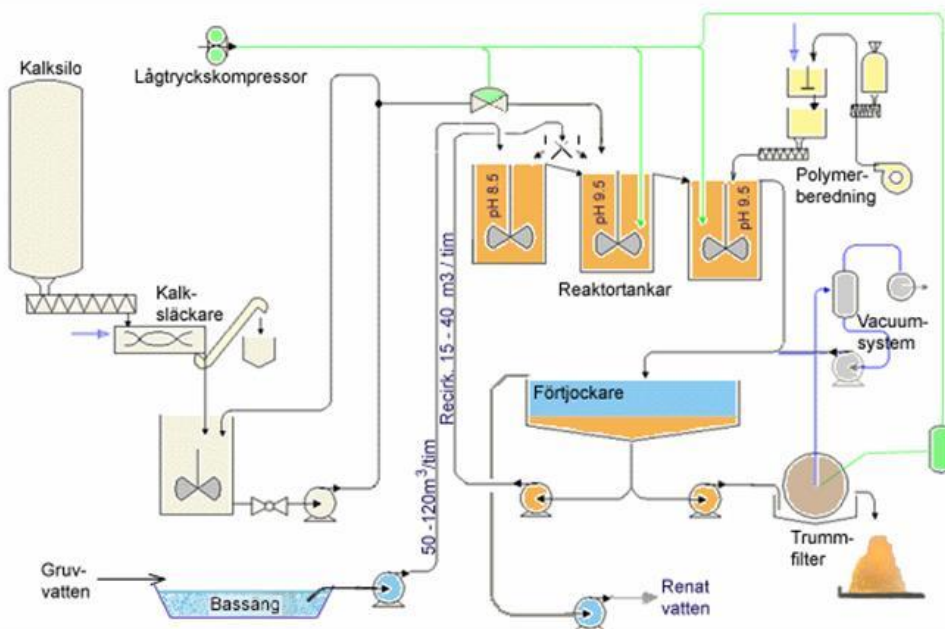 Kalksilo
Lågtryckskompressor
Polymer-
beredning
pH 8.5
pH 9.5
pH 9.5
Reaktortankar
Kalk-
släckare
Vacuum-
system
Förtjockare
50 -120m³/tim
Recirk. 15 - 40 m3 / tim
Trumm-
filter
Gruv-
vatten
Bassäng
Renat
vatten